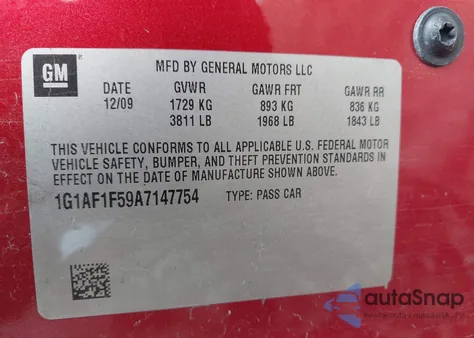 GM
MFD BY GENERAL MOTORS LLC
DATE GVWR GAWR FRT GAWR RR
12/09 1729 KG 893 KG 836 KG
3811 LB 1968 LB 1843 LB
THIS VEHICLE CONFORMS TO ALL APPLICABLE U.S. FEDERAL MOTOR
VEHICLE SAFETY, BUMPER, AND THEFT PREVENTION STANDARDS IN
EFFECT ON THE DATE OF MANUFACTURE SHOWN ABOVE.
1G1AF1F59A7147754 TYPE: PASS CAR
autoSnap